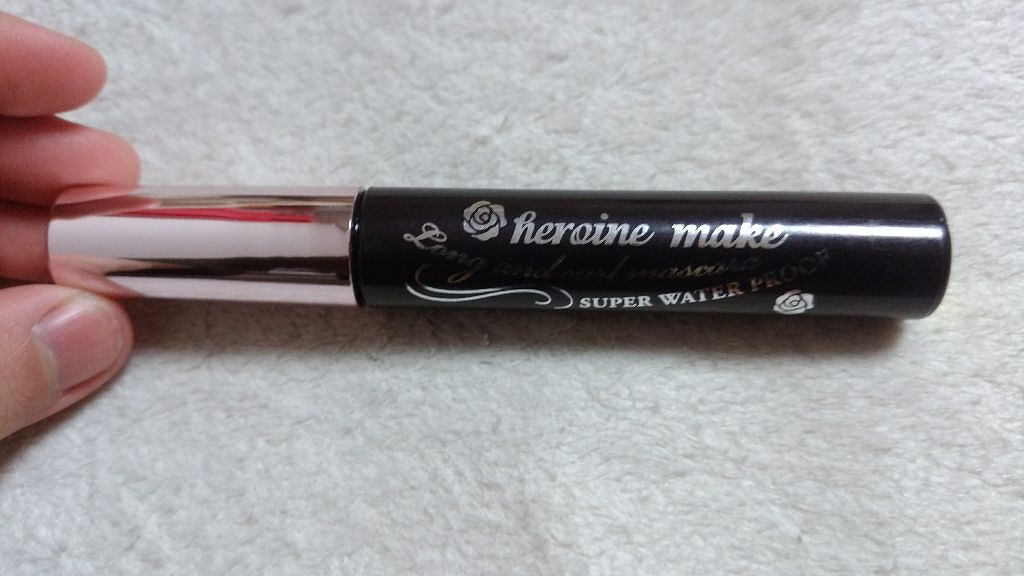 heroine make
Long and curl mascara
SUPER WATER PROOF